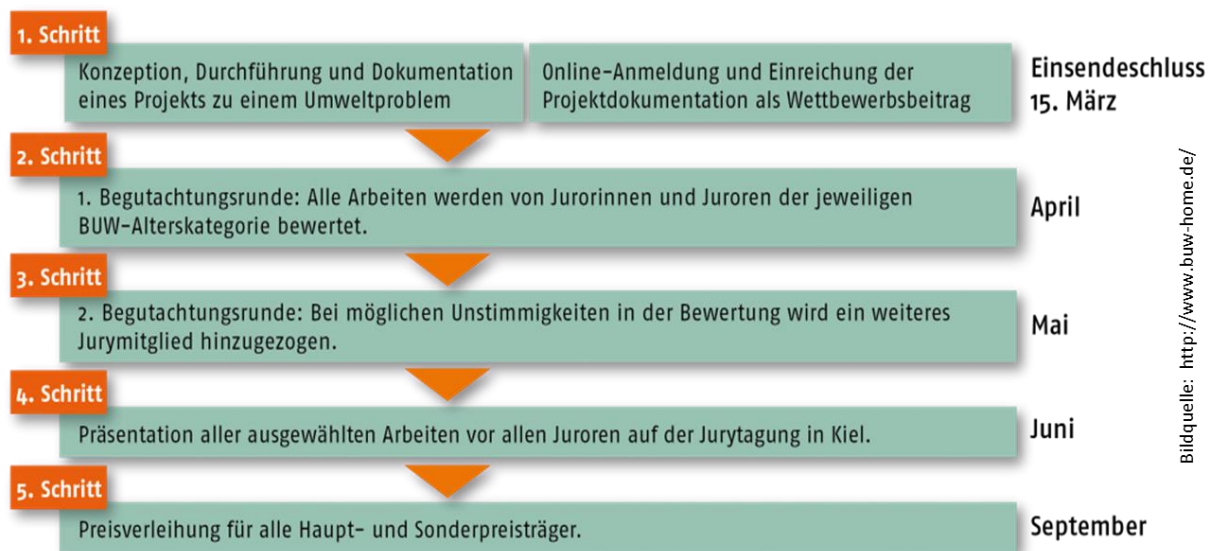 1. Schritt
Konzeption, Durchführung und Dokumentation
eines Projekts zu einem Umweltproblem
Online-Anmeldung und Einreichung der
Projektdokumentation als Wettbewerbsbeitrag
Einsendeschluss
15. März
2. Schritt
1. Begutachtungsrunde: Alle Arbeiten werden von Jurorinnen und Juroren der jeweiligen
BUW-Alterskategorie bewertet.
April
3. Schritt
2. Begutachtungsrunde: Bei möglichen Unstimmigkeiten in der Bewertung wird ein weiteres
Jurymitglied hinzugezogen.
Mai
4. Schritt
Präsentation aller ausgewählten Arbeiten vor allen Juroren auf der Jurytagung in Kiel.
Juni
5. Schritt
Preisverleihung für alle Haupt- und Sonderpreisträger.
September
Bildquelle: http://www.buw-home.de/